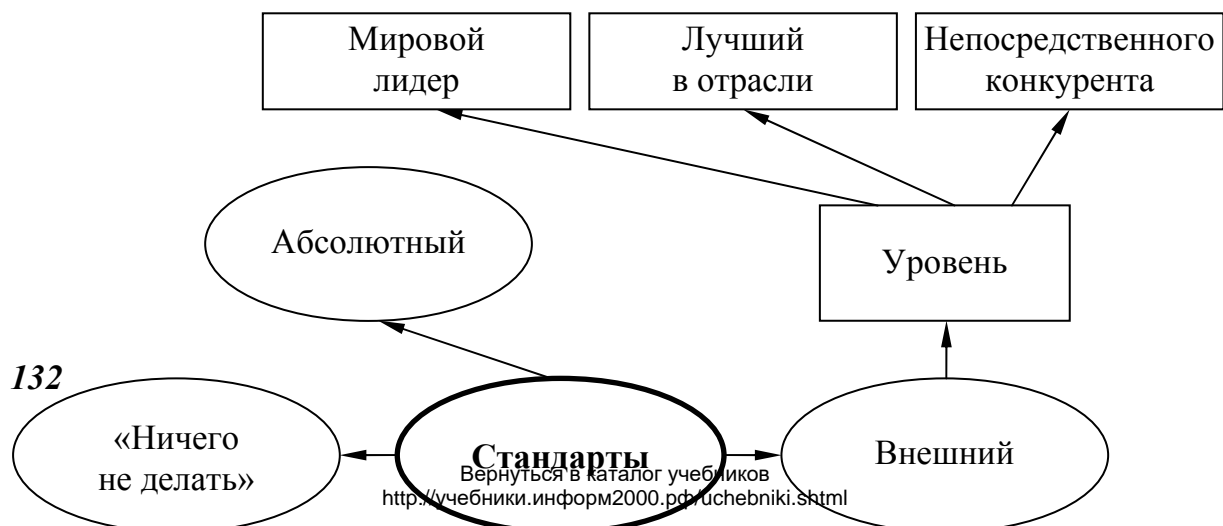 Мировой
лидер
Лучший
в отрасли
Непосредственного
конкурента
Абсолютный
Уровень
132
«Ничего
не делать»
Стандарты
Внешний
Вернуться в каталог учебников
http://учебники.информ2000.рф/uchebniki.shtml